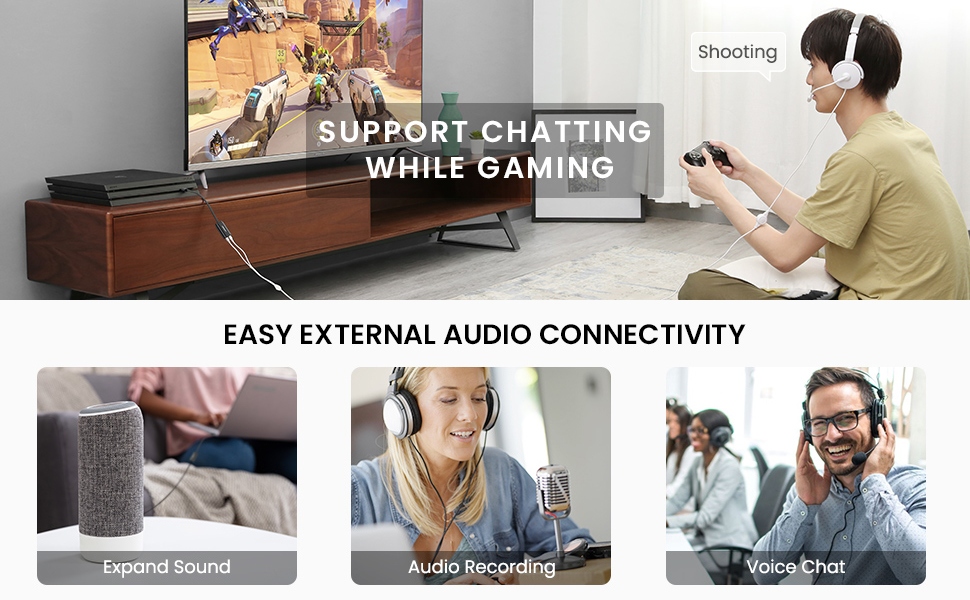 Shooting
SUPPORT CHATTING
WHILE GAMING
EASY EXTERNAL AUDIO CONNECTIVITY
Expand Sound
Audio Recording
Voice Chat